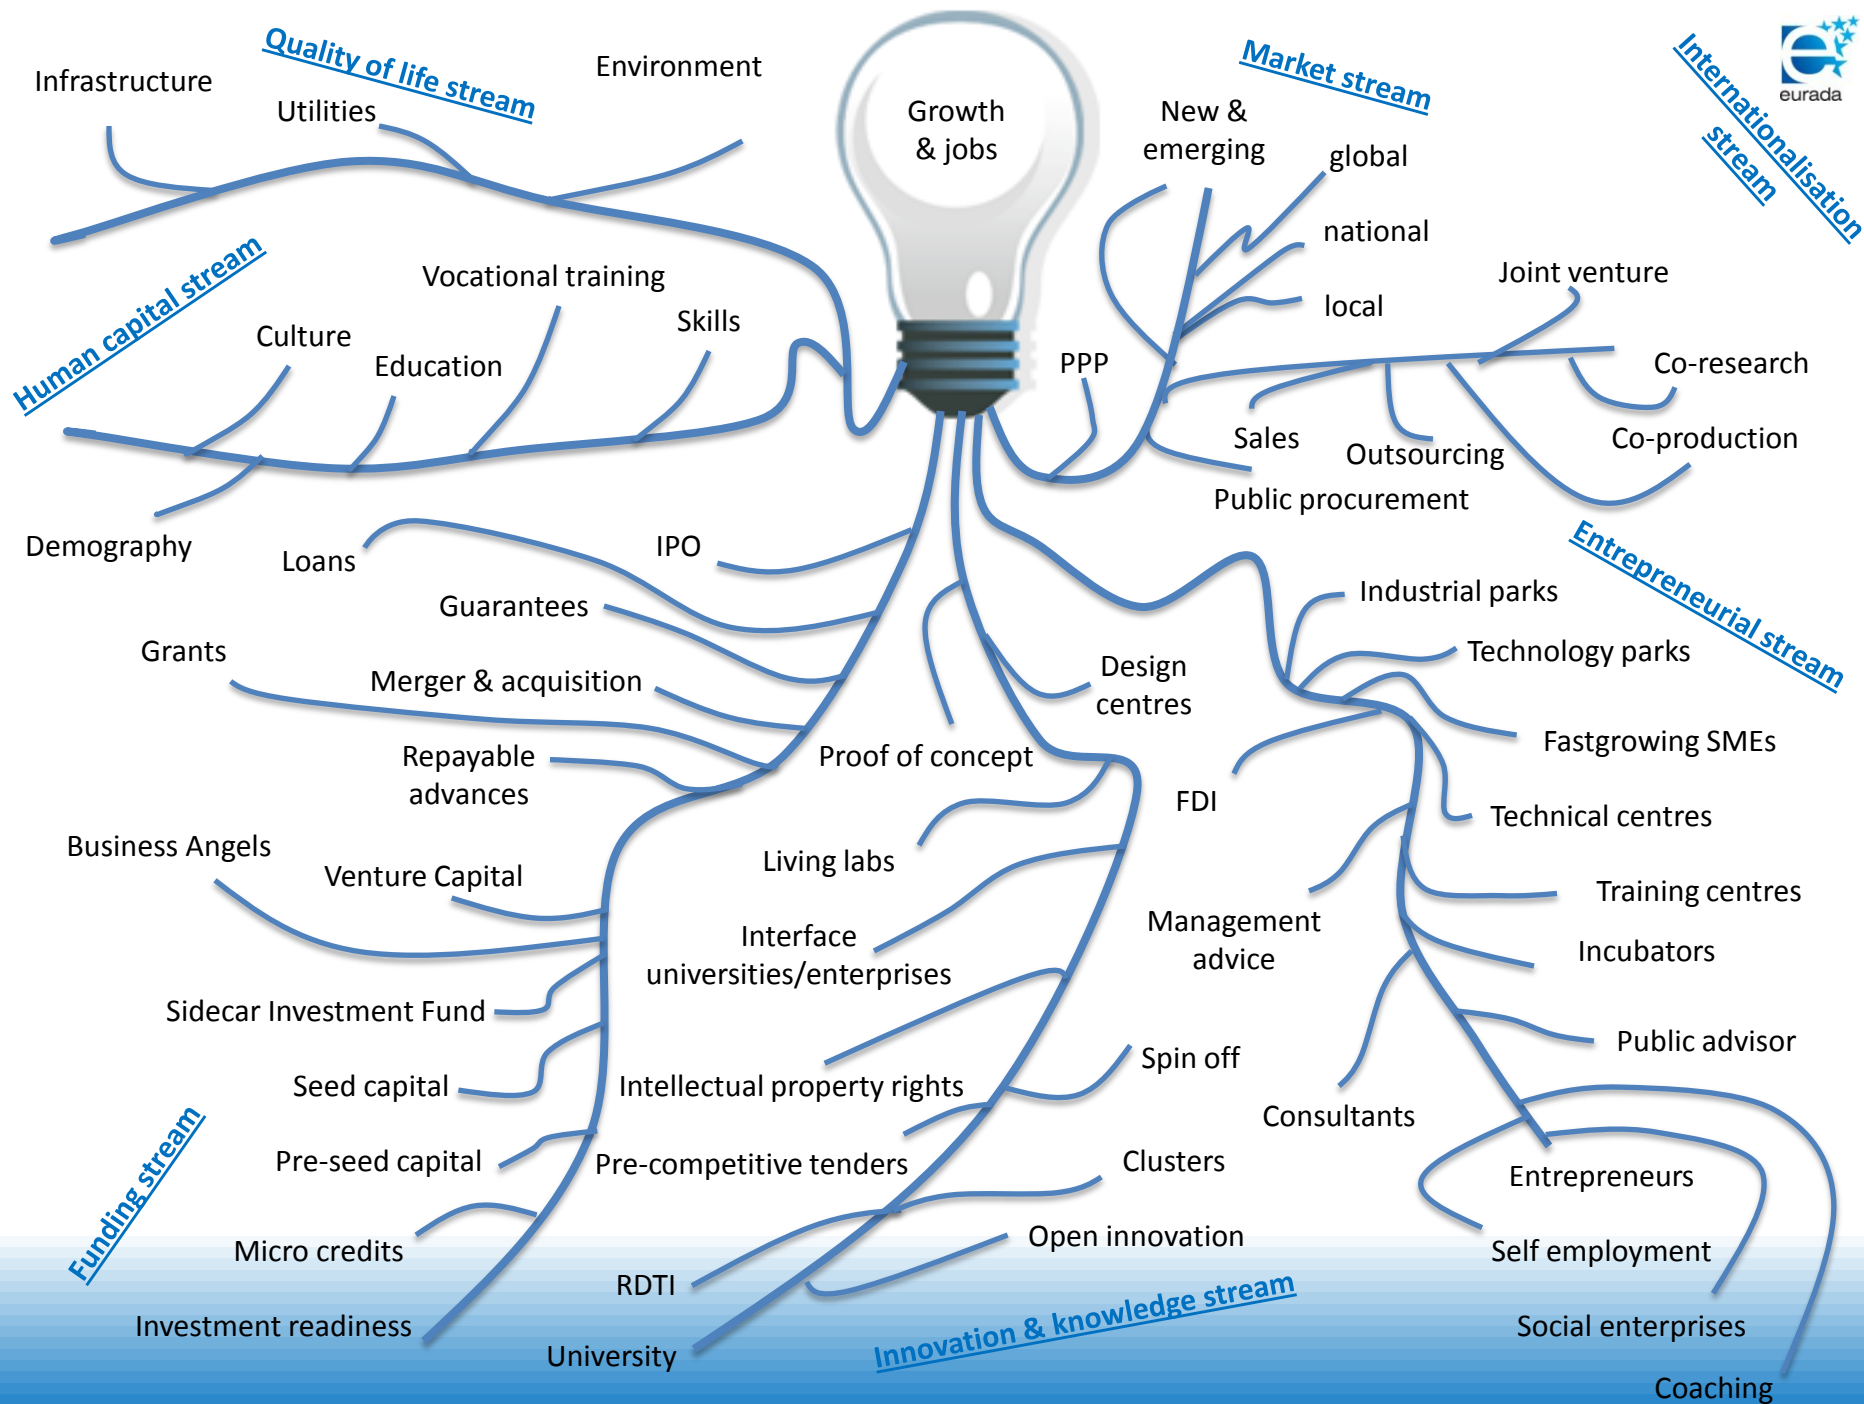 Quality of life stream
Infrastructure
Utilities
Environment
Growth
& jobs
Market stream
New &
emerging
global
national
local
Internationalisation
stream
eurada
Human capital stream
Vocational training
Culture
Education
Skills
Demography
PPP
Joint venture
Co-research
Sales
Outsourcing
Co-production
Public procurement
Loans
IPO
Guarantees
Grants
Merger & acquisition
Repayable
advances
Business Angels
Venture Capital
Sidecar Investment Fund
Seed capital
Pre-seed capital
Micro credits
Investment readiness
Funding stream
Design
centres
Proof of concept
Living labs
Interface
universities/enterprises
Intellectual property rights
Spin off
Pre-competitive tenders
Clusters
Open innovation
RDTI
University
Innovation & knowledge stream
Entrepreneurial stream
Industrial parks
Technology parks
Fastgrowing SMEs
FDI
Technical centres
Management
advice
Training centres
Incubators
Public advisor
Consultants
Entrepreneurs
Self employment
Social enterprises
Coaching